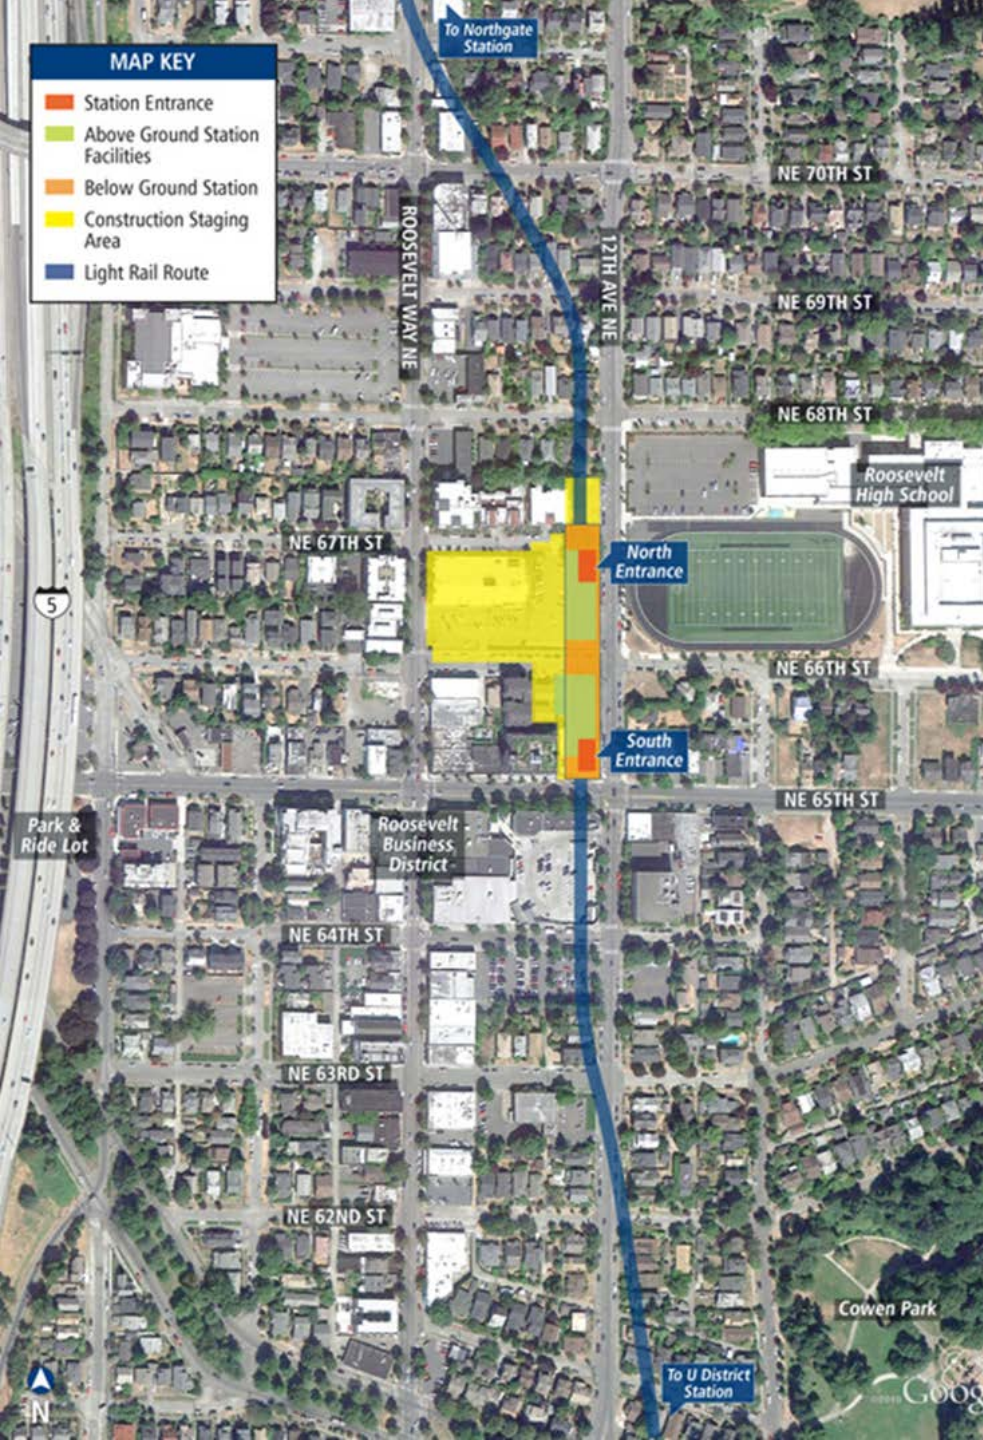 To Northgate
Station
MAP KEY
Station Entrance
Above Ground Station
Facilities
Below Ground Station
Construction Staging
Area
Light Rail Route
NE 70TH ST
ROOSEVELT WAY NE
12TH AVE NE
NE 69TH ST
NE 68TH ST
Roosevelt
High School
NE 67TH ST
North
Entrance
5
NE 66TH ST
South
Entrance
NE 65TH ST
Park &
Ride Lot
Roosevelt
Business
District
NE 64TH ST
NE 63RD ST
NE 62ND ST
Cowen Park
To U District
Station
N
Goog